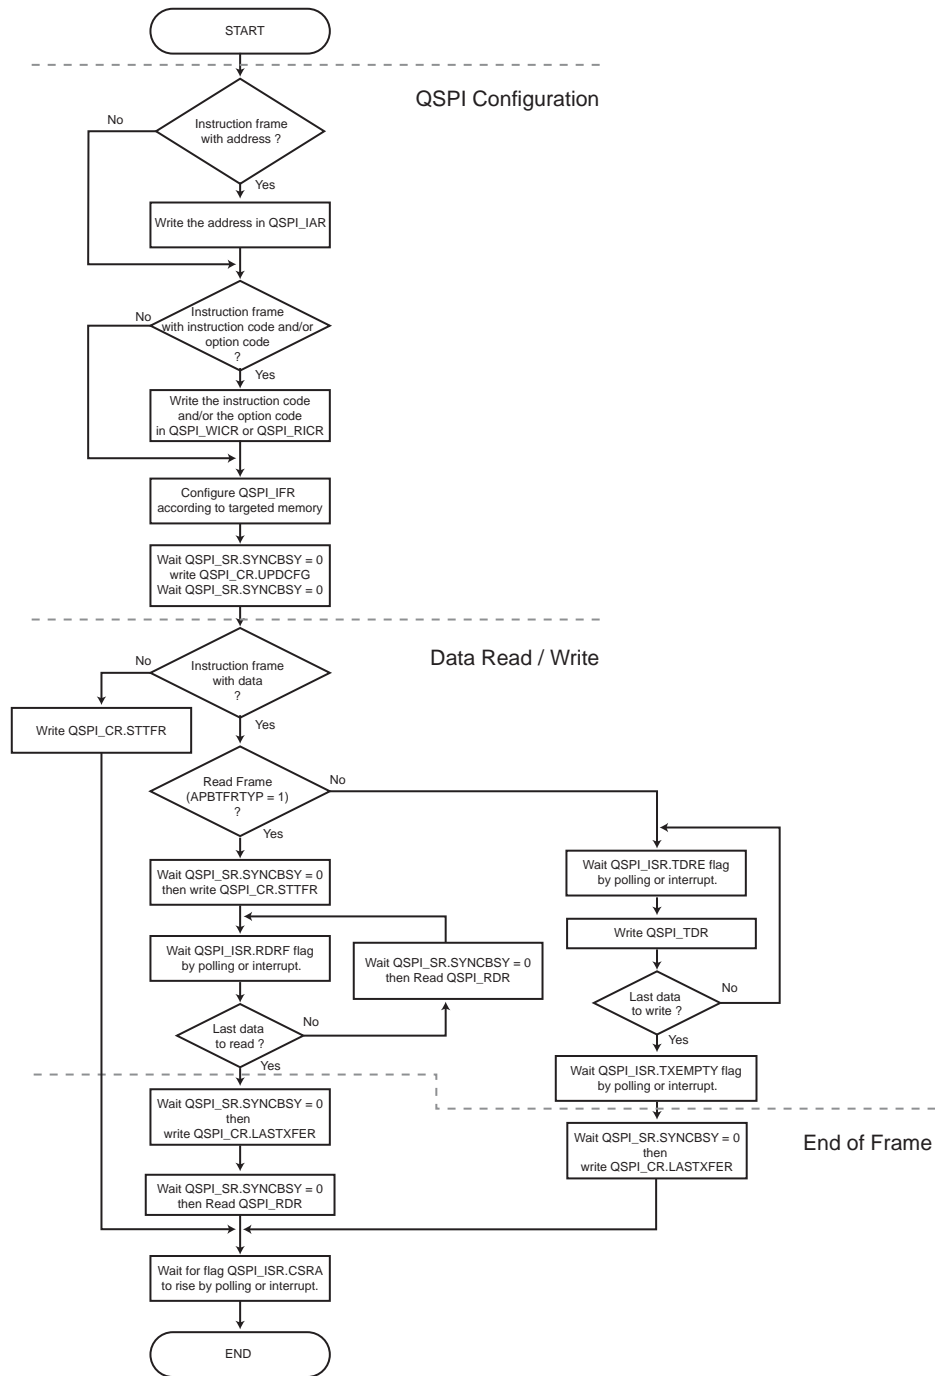 START
QSPI Configuration
Instruction frame
with address ?
No
Yes
Write the address in QSPI_IAR
Instruction frame
with instruction code and/or
option code
?
No
Yes
Write the instruction code
and/or the option code
in QSPI_WICR or QSPI_RICR
Configure QSPI_IFR
according to targeted memory
Wait QSPI_SR.SYNCBSY = 0
write QSPI_CR.UPDCFG
Wait QSPI_SR.SYNCBSY = 0
Data Read / Write
Instruction frame
with data
?
No
Yes
Write QSPI_CR.STTFR
Read Frame
(APBTFRTYP = 1)
?
No
Yes
Wait QSPI_SR.SYNCBSY = 0
then write QSPI_CR.STTFR
Wait QSPI_ISR.RDRF flag
by polling or interrupt.
Wait QSPI_SR.SYNCBSY = 0
then Read QSPI_RDR
Last data
to read ?
No
Yes
Wait QSPI_ISR.TDRE flag
by polling or interrupt.
Write QSPI_TDR
Last data
to write ?
No
Yes
Wait QSPI_ISR.TXEMPTY flag
by polling or interrupt.
End of Frame
Wait QSPI_SR.SYNCBSY = 0
then
write QSPI_CR.LASTXFER
Wait QSPI_SR.SYNCBSY = 0
then Read QSPI_RDR
Wait QSPI_SR.SYNCBSY = 0
then
write QSPI_CR.LASTXFER
Wait for flag QSPI_ISR.CSRA
to rise by polling or interrupt.
END